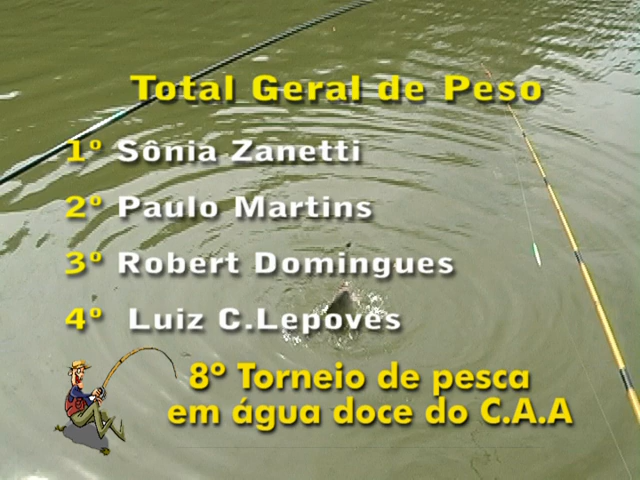 Total Geral de Peso
1º Sônia Zanetti
2º Paulo Martins
3º Robert Domingues
4º Luiz C.Lepoves
8º Torneio de pesca
em água doce do C.A.A